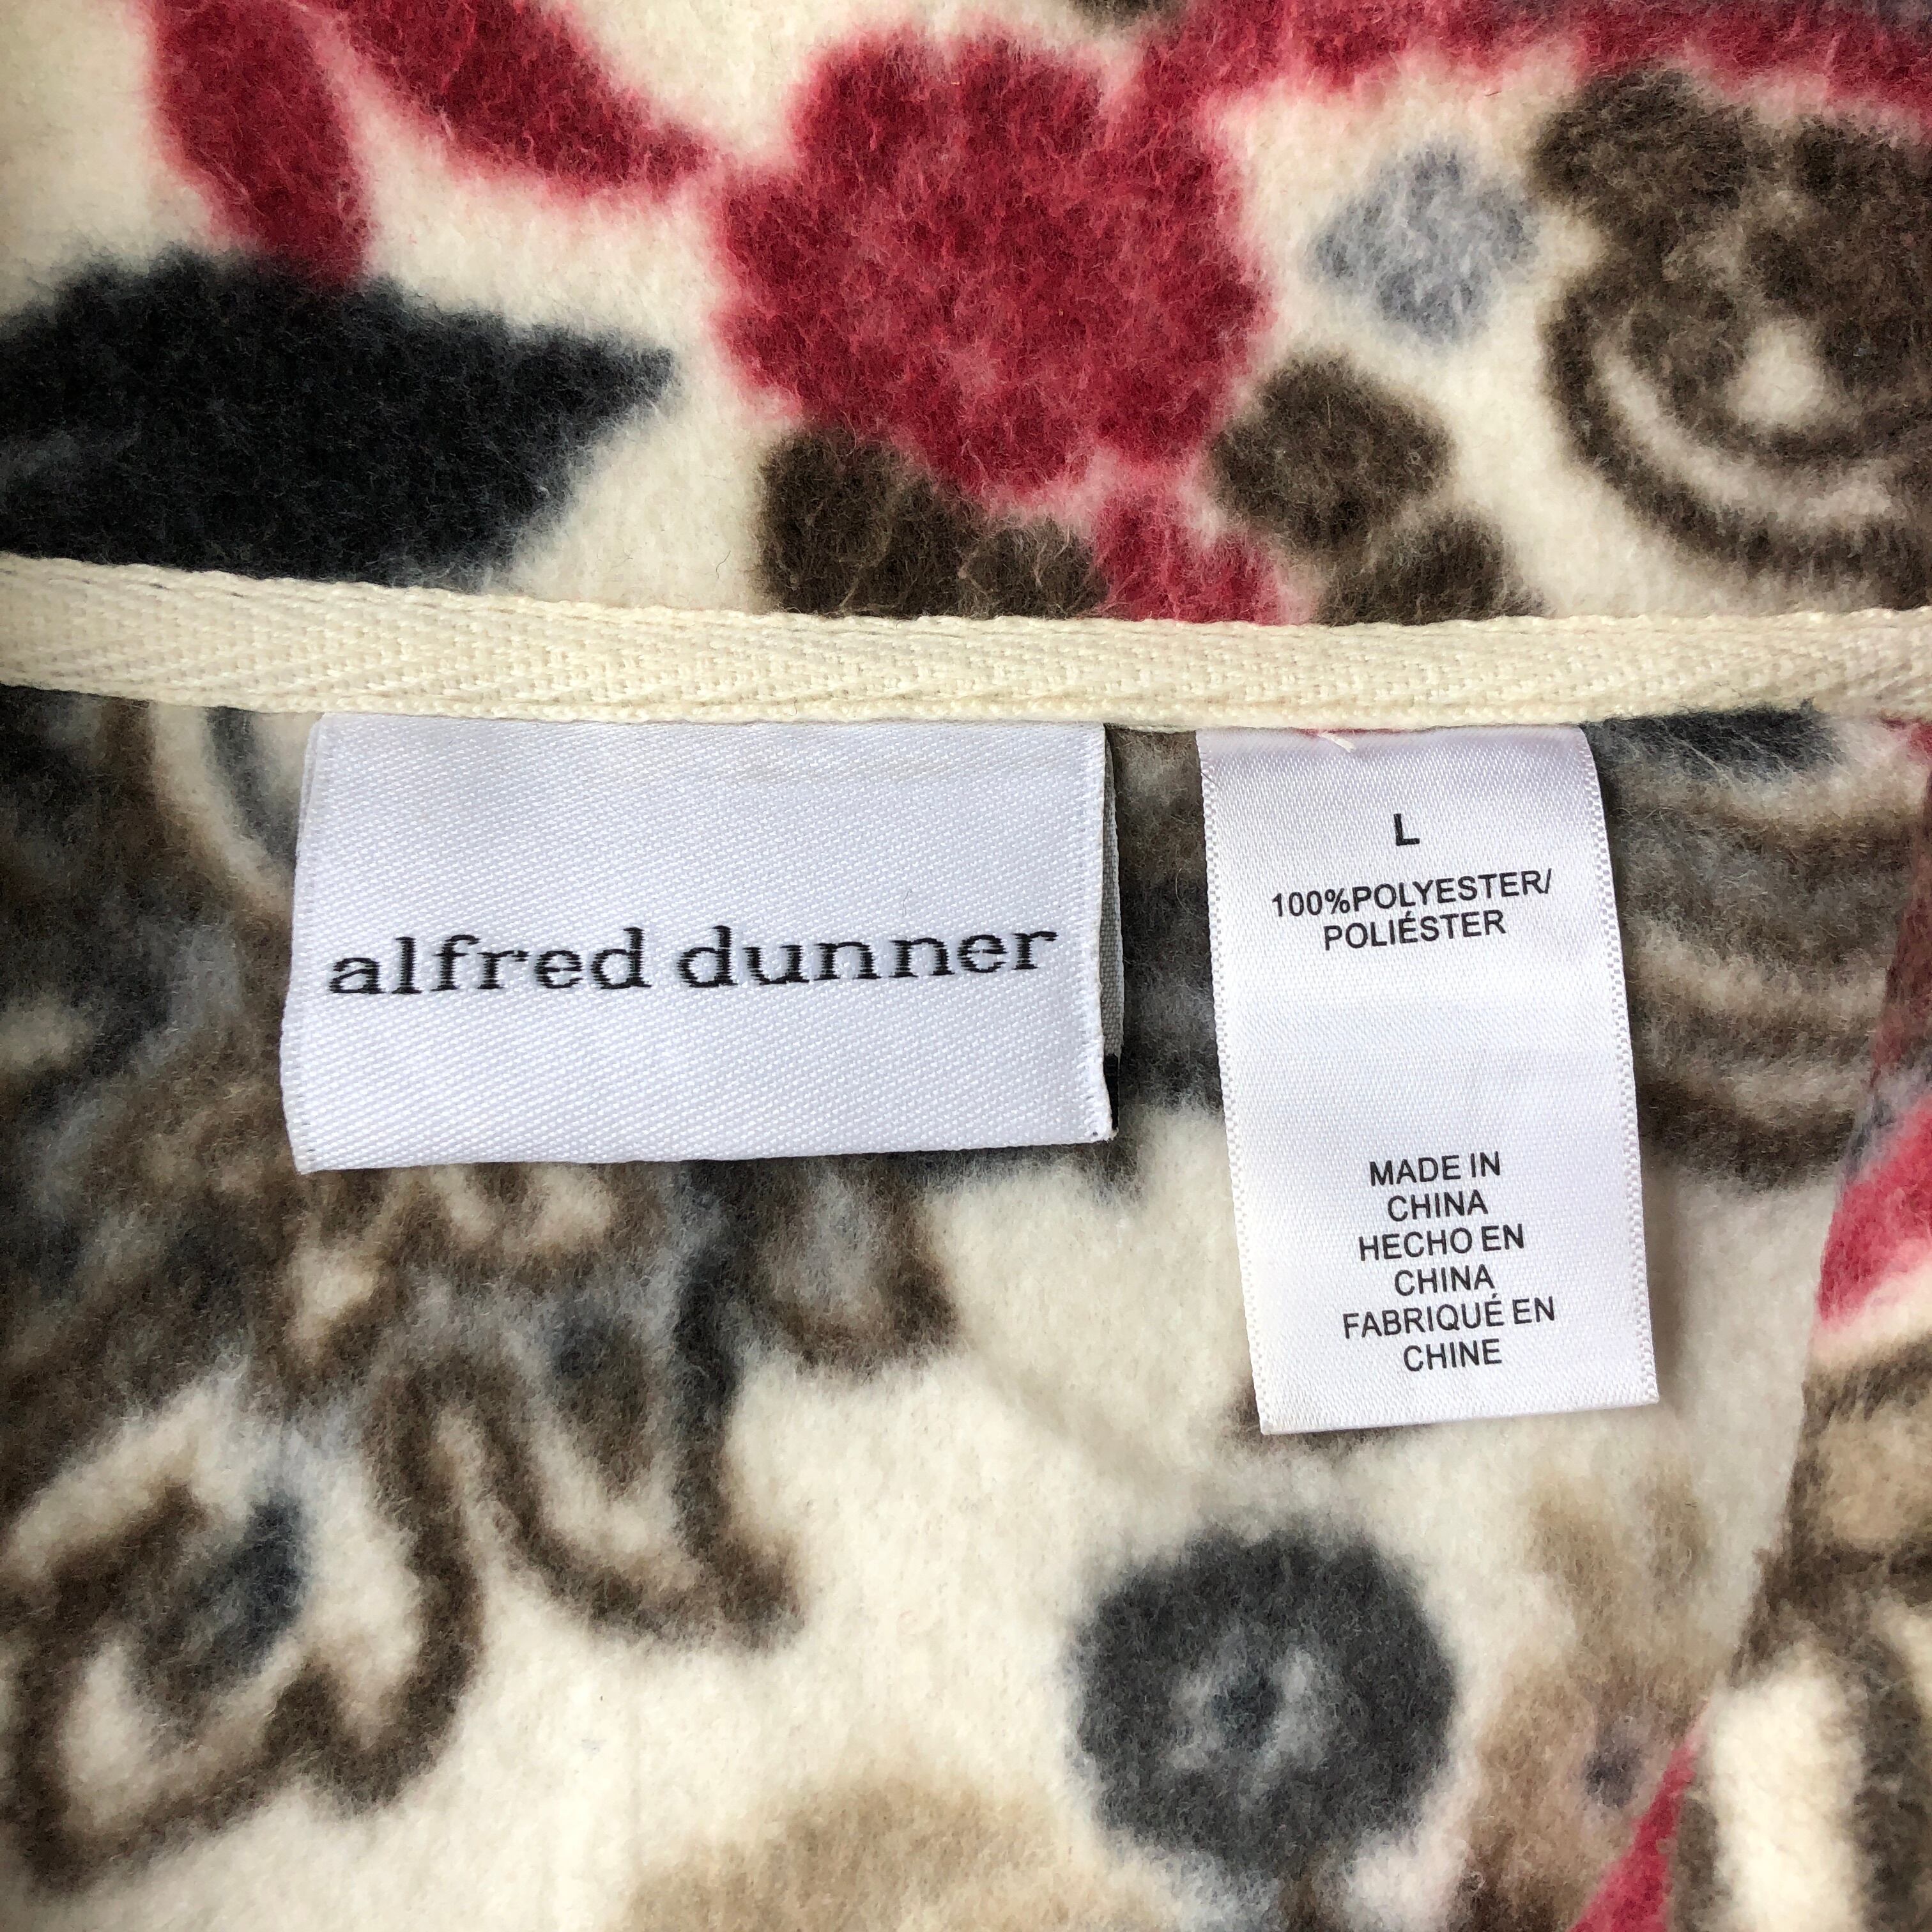 alfred dunner
L
100%POLYESTER/
POLIÉSTER
MADE IN
CHINA
HECHO EN
CHINA
FABRIQUÉ EN
CHINE